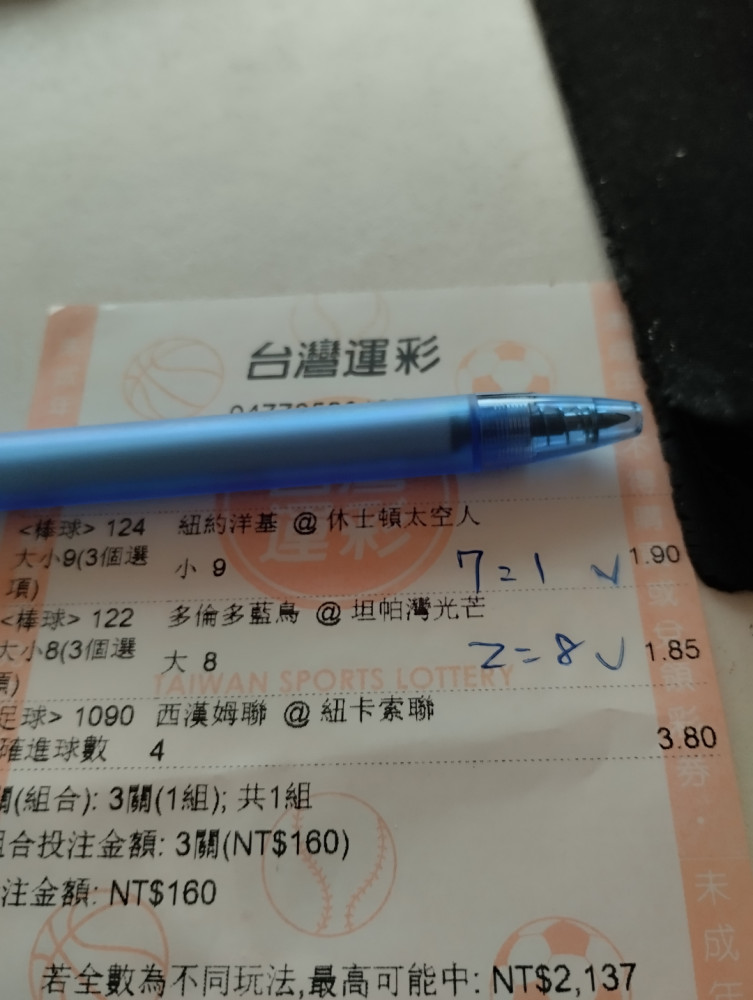 台灣運彩
<棒球> 124 紐約洋基 @ 休士頓太空人
大小9(3個選項) 小 9 7=1 ✓ 1.90
<棒球> 122 多倫多藍鳥 @ 坦帕灣光芒
大小8(3個選 大 8 2=8 ✓ 1.85
TAIWAN SPORTS LOTTERY
足球> 1090 西漢姆聯 @ 紐卡索聯
確進球數 4 3.80
(組合): 3關(1組); 共1組
組合投注金額: 3關(NT$160)
注金額: NT$160
若全數為不同玩法,最高可能中: NT$2,137
券．未成年